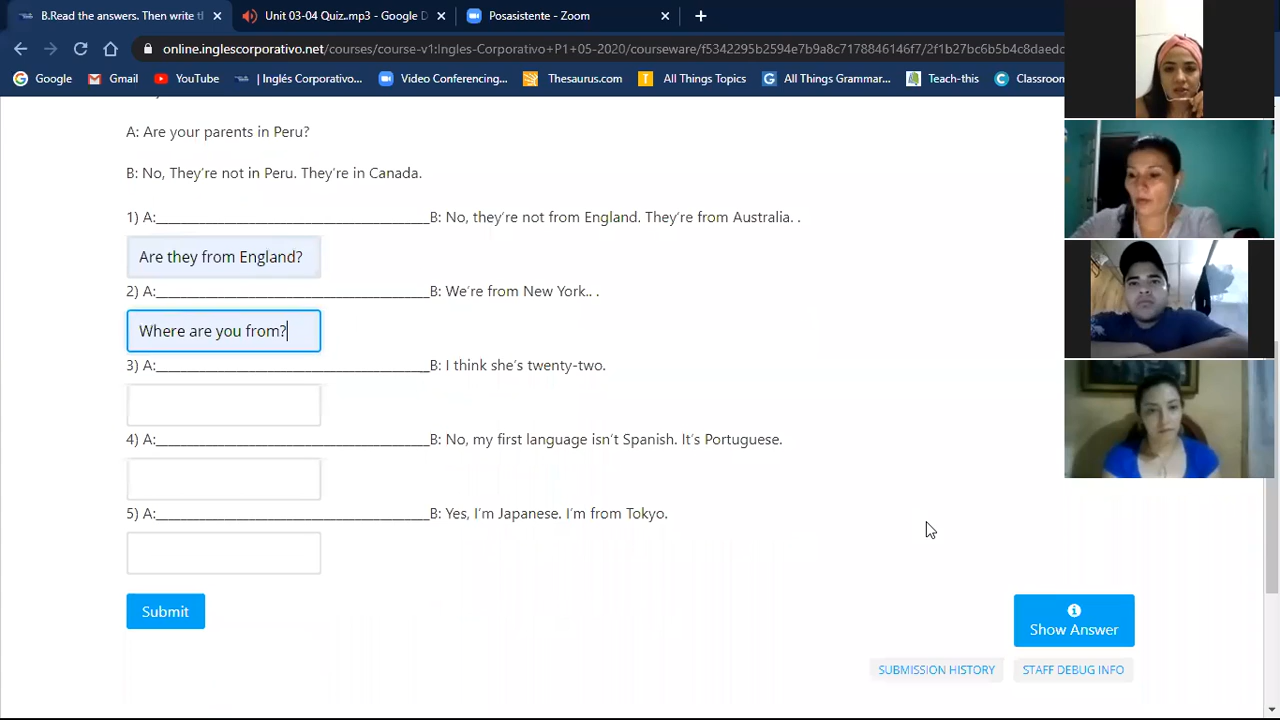 B.Read the answers. Then write tl
Unit 03-04 Quiz.mp3 - Google D
Posasistente - Zoom
online.inglescorporativo.net/courses/course-v1:Ingles-Corporativo+P1+05-2020/courseware/f5342295b2594e7b9a8c7178846146f7/2f1b27bc6b5b4c8daedc
Google
Gmail
YouTube
| Inglés Corporativo...
Video Conferencing...
Thesaurus.com
All Things Topics
All Things Grammar...
Teach-this
Classroom
A: Are your parents in Peru?
B: No, They're not in Peru. They're in Canada.
1) A:_______________________________________B: No, they're not from England. They're from Australia. .
Are they from England?
2) A:_______________________________________B: We're from New York.. .
Where are you from?
3) A:_______________________________________B: I think she's twenty-two.
4) A:_______________________________________B: No, my first language isn't Spanish. It's Portuguese.
5) A:_______________________________________B: Yes, I'm Japanese. I'm from Tokyo.
Submit
Show Answer
SUBMISSION HISTORY
STAFF DEBUG INFO